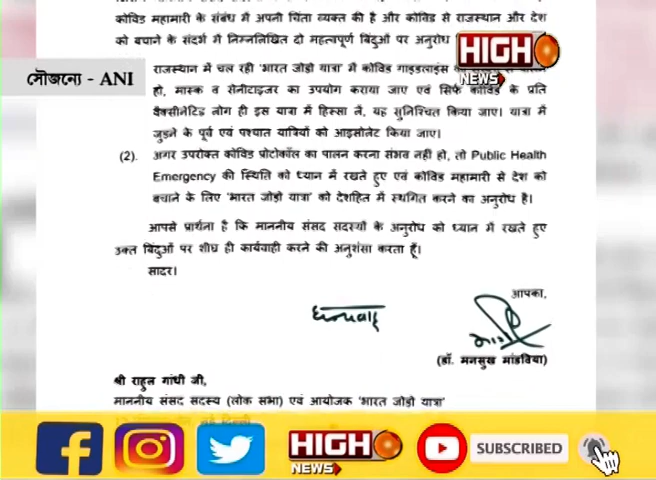 कोविड महामारी के संबंध में अपनी चिंता व्यक्त की है और कोविड से राजस्थान और देश
को बचाने के संदर्भ में निम्नलिखित दो महत्वपूर्ण बिंदुओं पर अनुरोध
HIGH
NEWS
সৌজন্যে - ANI
राजस्थान में चल रही 'भारत जोड़ो यात्रा' में कोविड गाइडलाइंस
हो, मास्क व सेनीटाइजर का उपयोग कराया जाए एवं सिर्फ कोविड के प्रति
वैक्सीनेटिड लोग ही इस यात्रा में हिस्सा लें, यह सुनिश्चित किया जाए। यात्रा में
जुड़ने के पूर्व एवं पश्चात यात्रियों को आइसोलेट किया जाए।
(2). अगर उपरोक्त कोविड प्रोटोकॉल का पालन करना संभव नहीं हो, तो Public Health
Emergency की स्थिति को ध्यान में रखते हुए एवं कोविड महामारी से देश को
बचाने के लिए 'भारत जोड़ो यात्रा' को देशहित में स्थगित करने का अनुरोध है।
आपसे प्रार्थना है कि माननीय संसद सदस्यों के अनुरोध को ध्यान में रखते हुए
उक्त बिंदुओं पर शीघ्र ही कार्यवाही करने की अनुशंसा करता हूँ।
सादर।
आपका,
धन्यवाद
(डॉ. मनसुख मांडविया)
श्री राहुल गांधी जी,
माननीय संसद सदस्य (लोक सभा) एवं आयोजक 'भारत जोड़ो यात्रा'
HIGH
NEWS
SUBSCRIBED